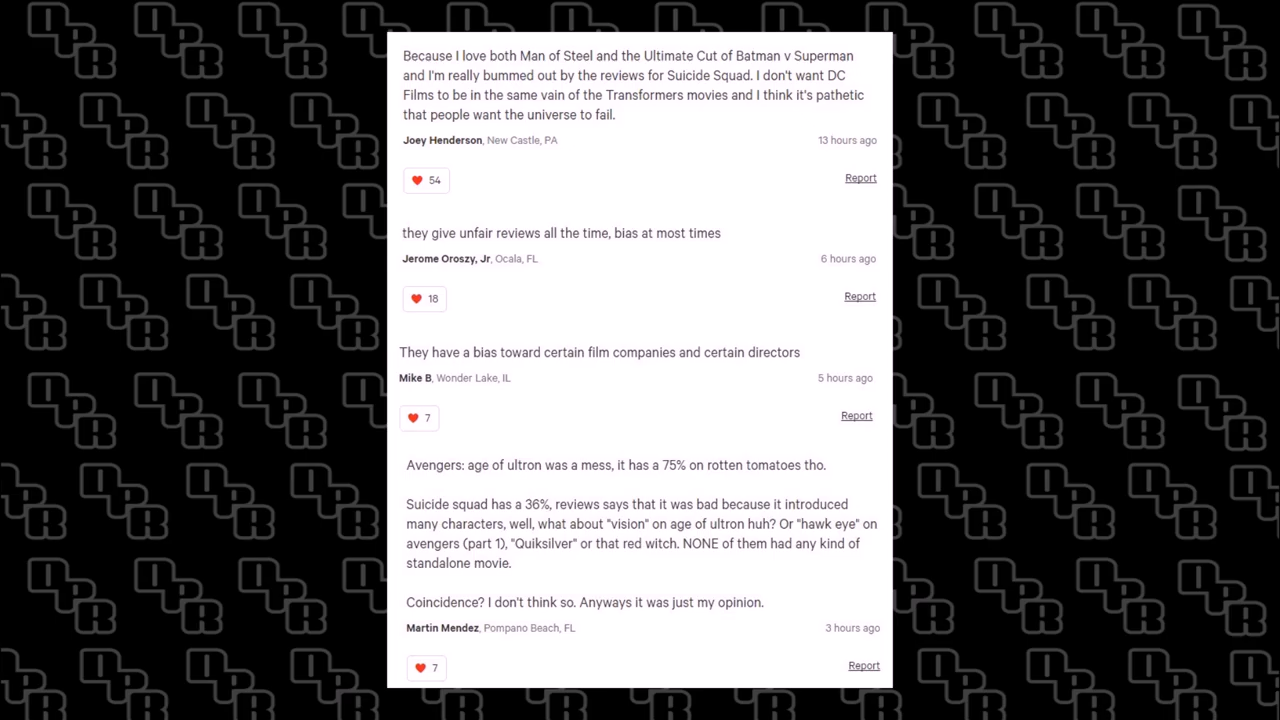 Because I love both Man of Steel and the Ultimate Cut of Batman v Superman
and I'm really bummed out by the reviews for Suicide Squad. I don't want DC
Films to be in the same vain of the Transformers movies and I think it's pathetic
that people want the universe to fail.
Joey Henderson, New Castle, PA 13 hours ago
54 Report
they give unfair reviews all the time, bias at most times
Jerome Oroszy, Jr, Ocala, FL 6 hours ago
18 Report
They have a bias toward certain film companies and certain directors
Mike B, Wonder Lake, IL 5 hours ago
7 Report
Avengers: age of ultron was a mess, it has a 75% on rotten tomatoes tho.
Suicide squad has a 36%, reviews says that it was bad because it introduced
many characters, well, what about "vision" on age of ultron huh? Or "hawk eye" on
avengers (part 1), "Quiksilver" or that red witch. NONE of them had any kind of
standalone movie.
Coincidence? I don't think so. Anyways it was just my opinion.
Martin Mendez, Pompano Beach, FL 3 hours ago
7 Report